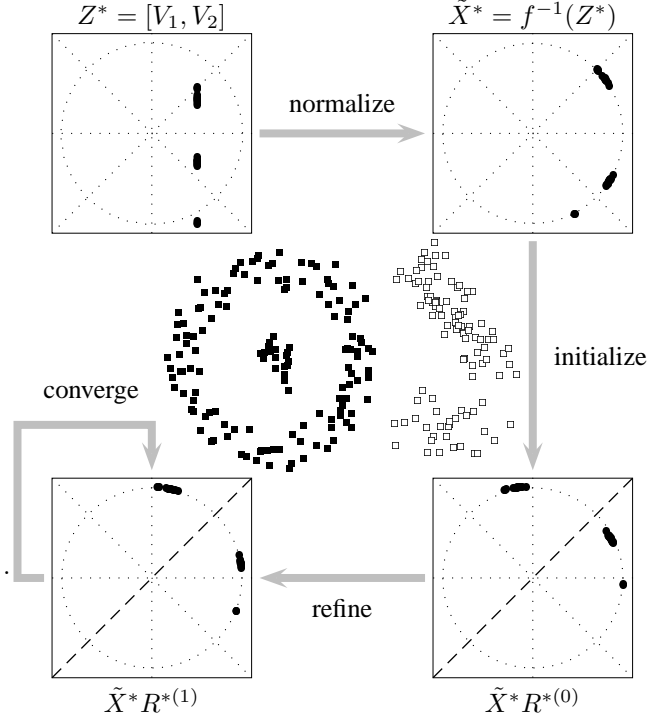 Z* = [V₁, V₂]
X̃* = f⁻¹(Z*)
normalize
initialize
converge
refine
X̃*R*⁽¹⁾
X̃*R*⁽⁰⁾